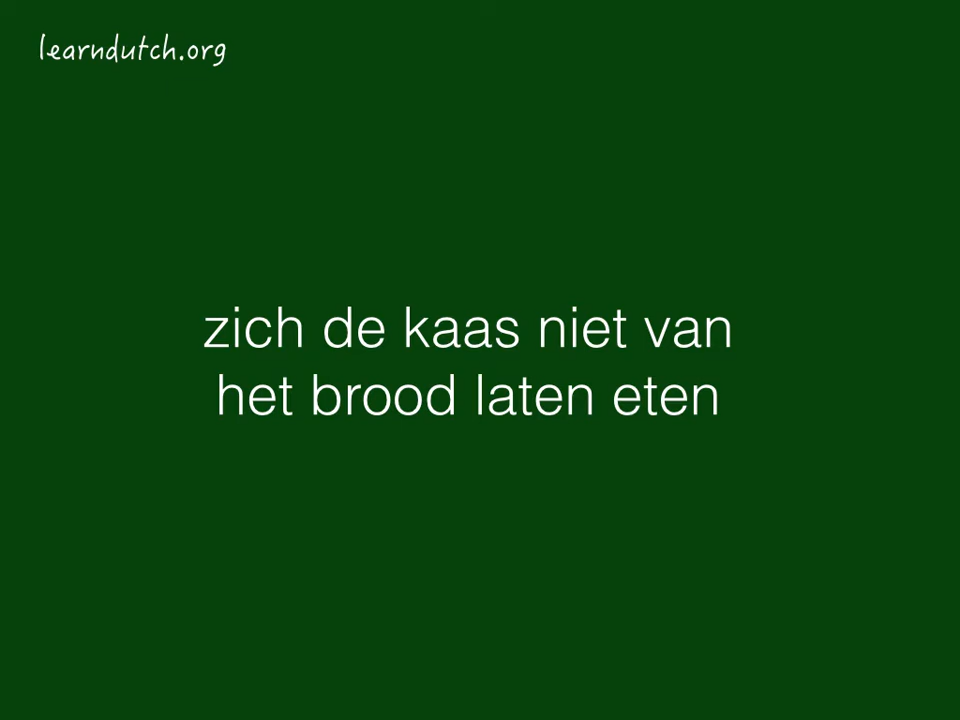 learndutch.org
zich de kaas niet van
het brood laten eten